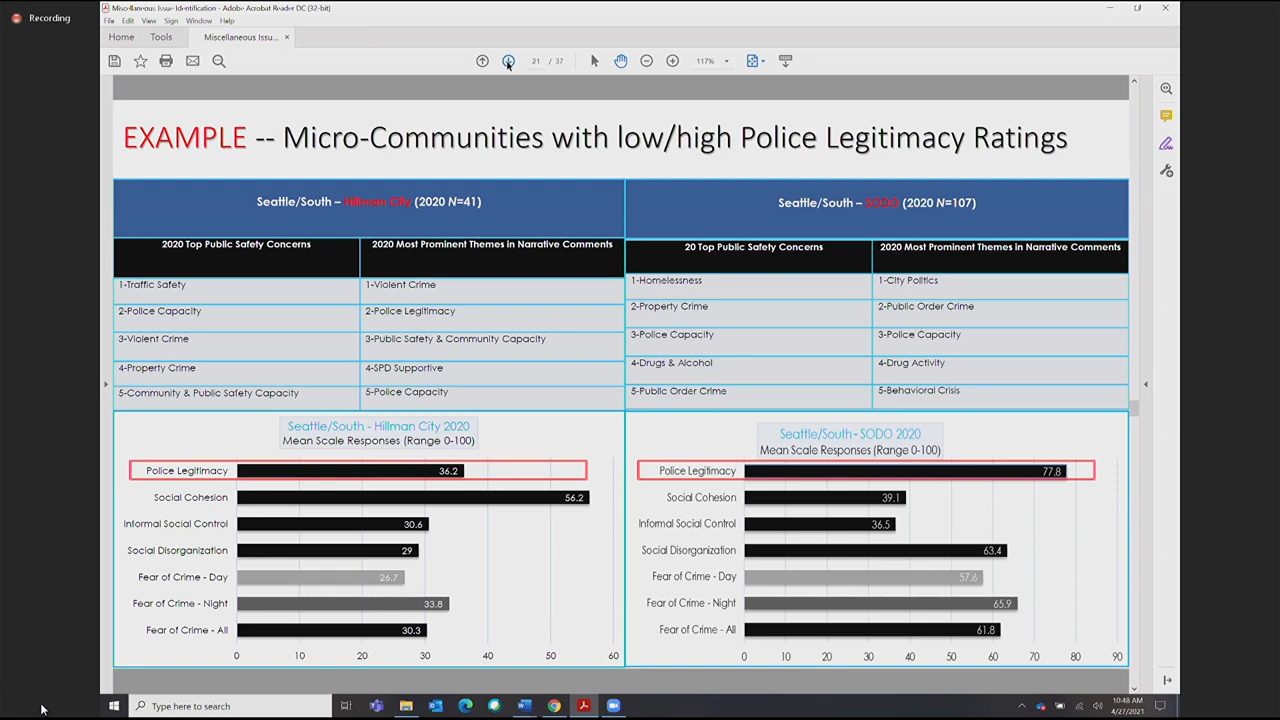 Recording
Miscellaneous Issue Identification - Adobe Acrobat Reader DC (32-bit)
File Edit View Sign Window Help
Home Tools Miscellaneous Issu... ×
21 / 37 117%
EXAMPLE -- Micro-Communities with low/high Police Legitimacy Ratings
Seattle/South – Hillman City (2020 N=41)
Seattle/South – SODO (2020 N=107)
2020 Top Public Safety Concerns
2020 Most Prominent Themes in Narrative Comments
20 Top Public Safety Concerns
2020 Most Prominent Themes in Narrative Comments
1-Traffic Safety
1-Violent Crime
1-Homelessness
1-City Politics
2-Police Capacity
2-Police Legitimacy
2-Property Crime
2-Public Order Crime
3-Violent Crime
3-Public Safety & Community Capacity
3-Police Capacity
3-Police Capacity
4-Property Crime
4-SPD Supportive
4-Drugs & Alcohol
4-Drug Activity
5-Community & Public Safety Capacity
5-Police Capacity
5-Public Order Crime
5-Behavioral Crisis
Seattle/South - Hillman City 2020
Mean Scale Responses (Range 0-100)
Police Legitimacy 36.2
Social Cohesion 56.2
Informal Social Control 30.6
Social Disorganization 29
Fear of Crime - Day 26.7
Fear of Crime - Night 33.8
Fear of Crime - All 30.3
0 10 20 30 40 50 60
Seattle/South - SODO 2020
Mean Scale Responses (Range 0-100)
Police Legitimacy 77.8
Social Cohesion 39.1
Informal Social Control 36.5
Social Disorganization 63.4
Fear of Crime - Day 57.6
Fear of Crime - Night 65.9
Fear of Crime - All 61.8
0 10 20 30 40 50 60 70 80 90
Type here to search
10:48 AM
4/27/2021